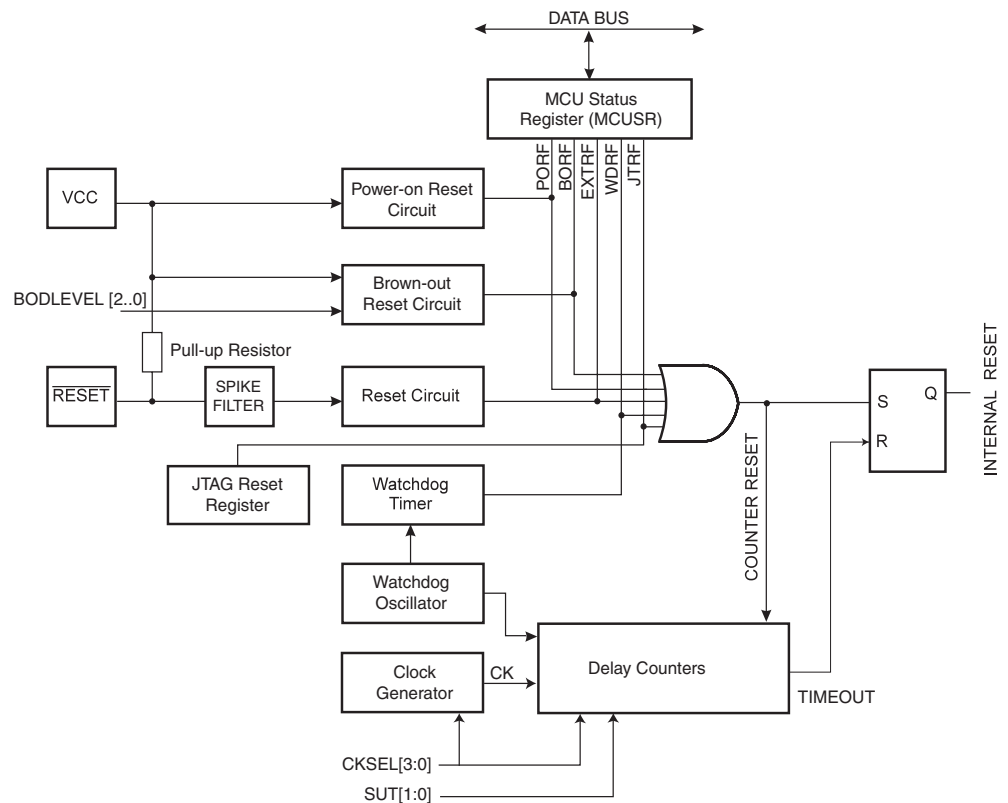 DATA BUS
MCU Status
Register (MCUSR)
PORF
BORF
EXTRF
WDRF
JTRF
VCC
Power-on Reset
Circuit
Brown-out
Reset Circuit
BODLEVEL [2..0]
Pull-up Resistor
RESET
SPIKE
FILTER
Reset Circuit
S
Q
R
INTERNAL RESET
JTAG Reset
Register
Watchdog
Timer
COUNTER RESET
Watchdog
Oscillator
Clock
Generator
CK
Delay Counters
TIMEOUT
CKSEL[3:0]
SUT[1:0]